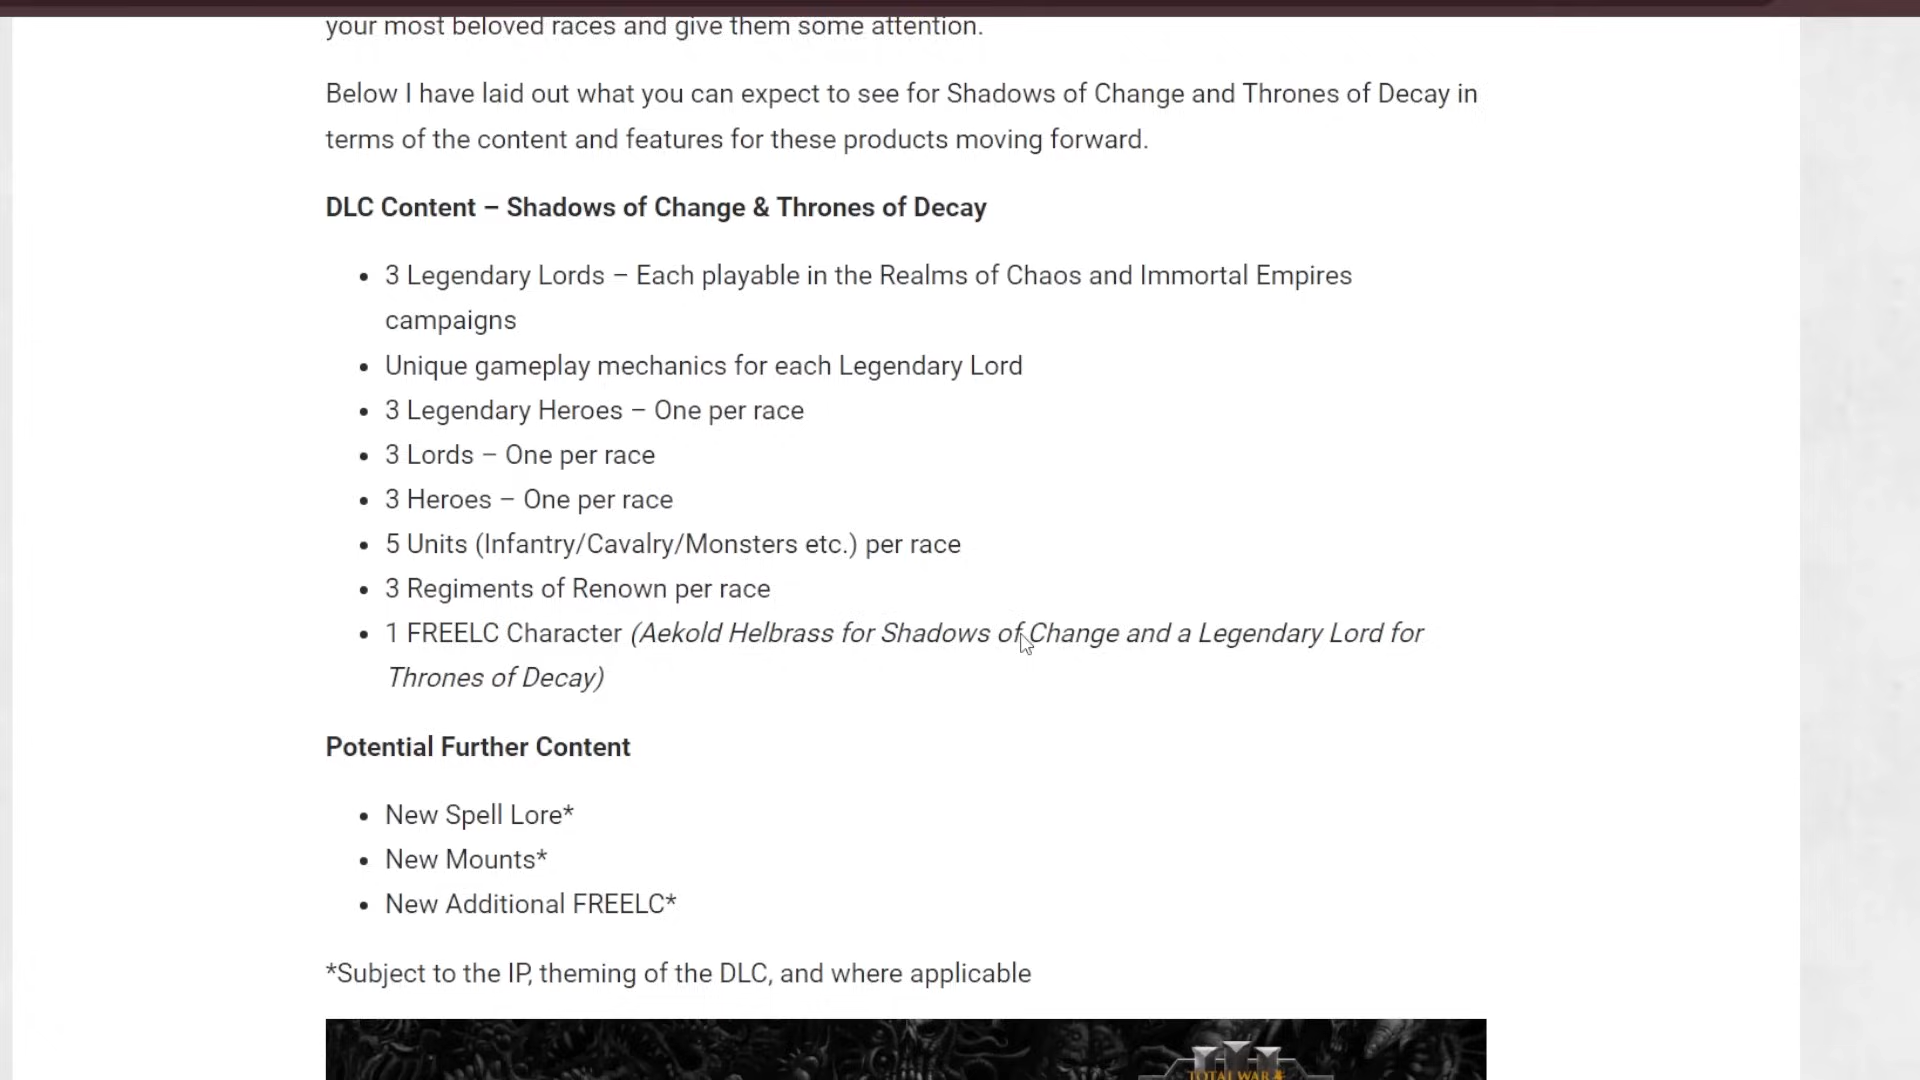 your most beloved races and give them some attention.
Below I have laid out what you can expect to see for Shadows of Change and Thrones of Decay in
terms of the content and features for these products moving forward.
DLC Content – Shadows of Change & Thrones of Decay
• 3 Legendary Lords – Each playable in the Realms of Chaos and Immortal Empires
campaigns
• Unique gameplay mechanics for each Legendary Lord
• 3 Legendary Heroes – One per race
• 3 Lords – One per race
• 3 Heroes – One per race
• 5 Units (Infantry/Cavalry/Monsters etc.) per race
• 3 Regiments of Renown per race
• 1 FREELC Character (Aekold Helbrass for Shadows of Change and a Legendary Lord for
Thrones of Decay)
Potential Further Content
• New Spell Lore*
• New Mounts*
• New Additional FREELC*
*Subject to the IP, theming of the DLC, and where applicable
TOTAL WAR